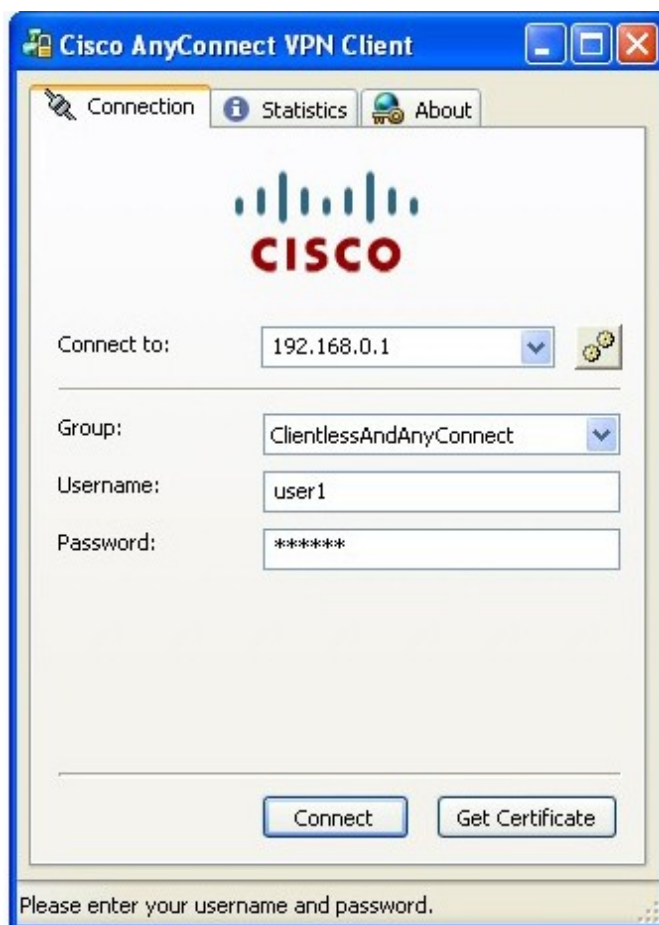 Cisco AnyConnect VPN Client
Connection Statistics About
CISCO
Connect to: 192.168.0.1
Group: ClientlessAndAnyConnect
Username: user1
Password: ******
Connect Get Certificate
Please enter your username and password.